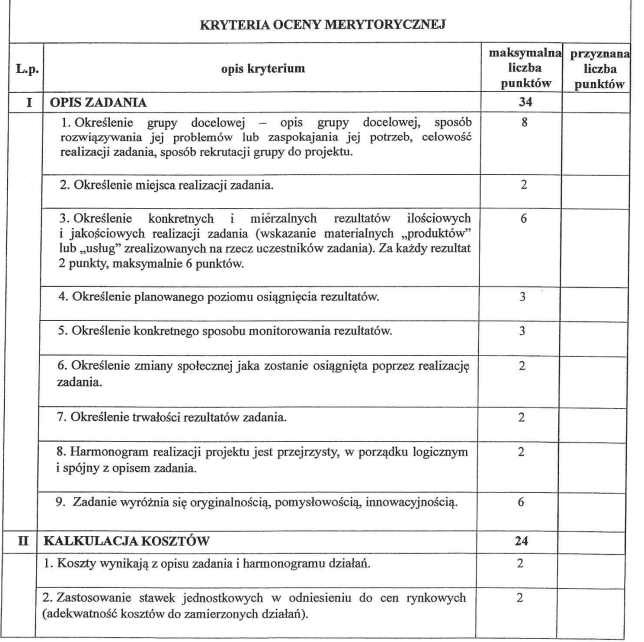 KRYTERIA OCENY MERYTORYCZNEJ
L.p.
opis kryterium
maksymalna
liczba
punktów
przyznana
liczba
punktów
I OPIS ZADANIA 34
1. Określenie grupy docelowej – opis grupy docelowej, sposób
rozwiązywania jej problemów lub zaspokajania jej potrzeb, celowość
realizacji zadania, sposób rekrutacji grupy do projektu.
8
2. Określenie miejsca realizacji zadania. 2
3. Określenie konkretnych i miérzalnych rezultatów ilościowych
i jakościowych realizacji zadania (wskazanie materialnych „produktów”
lub „usług” zrealizowanych na rzecz uczestników zadania). Za każdy rezultat
2 punkty, maksymalnie 6 punktów.
6
4. Określenie planowanego poziomu osiągnięcia rezultatów. 3
5. Określenie konkretnego sposobu monitorowania rezultatów. 3
6. Określenie zmiany społecznej jaka zostanie osiągnięta poprzez realizację
zadania.
2
7. Określenie trwałości rezultatów zadania. 2
8. Harmonogram realizacji projektu jest przejrzysty, w porządku logicznym
i spójny z opisem zadania.
2
9. Zadanie wyróżnia się oryginalnością, pomysłowością, innowacyjnością. 6
II KALKULACJA KOSZTÓW 24
1. Koszty wynikają z opisu zadania i harmonogramu działań. 2
2. Zastosowanie stawek jednostkowych w odniesieniu do cen rynkowych
(adekwatność kosztów do zamierzonych działań).
2